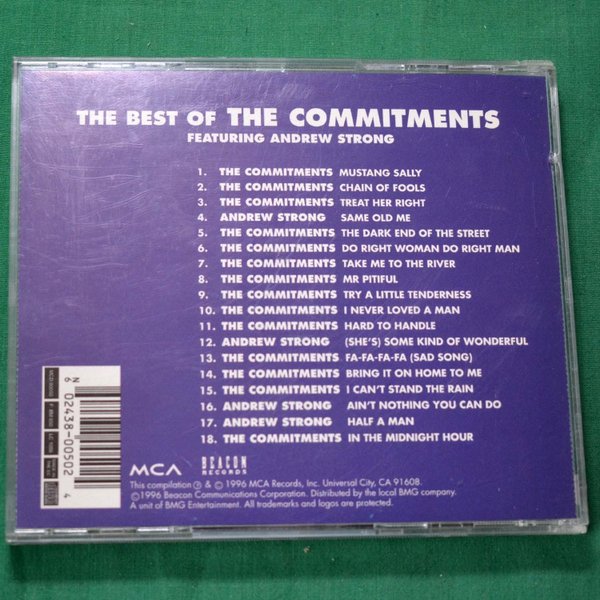 THE BEST OF THE COMMITMENTS
FEATURING ANDREW STRONG
1. THE COMMITMENTS MUSTANG SALLY
2. THE COMMITMENTS CHAIN OF FOOLS
3. THE COMMITMENTS TREAT HER RIGHT
4. ANDREW STRONG SAME OLD ME
5. THE COMMITMENTS THE DARK END OF THE STREET
6. THE COMMITMENTS DO RIGHT WOMAN DO RIGHT MAN
7. THE COMMITMENTS TAKE ME TO THE RIVER
8. THE COMMITMENTS MR PITIFUL
9. THE COMMITMENTS TRY A LITTLE TENDERNESS
10. THE COMMITMENTS I NEVER LOVED A MAN
11. THE COMMITMENTS HARD TO HANDLE
12. ANDREW STRONG (SHE'S) SOME KIND OF WONDERFUL
13. THE COMMITMENTS FA-FA-FA-FA (SAD SONG)
14. THE COMMITMENTS BRING IT ON HOME TO ME
15. THE COMMITMENTS I CAN'T STAND THE RAIN
16. ANDREW STRONG AIN'T NOTHING YOU CAN DO
17. ANDREW STRONG HALF A MAN
18. THE COMMITMENTS IN THE MIDNIGHT HOUR
6 02438-00502 4
MCA
BEACON
RECORDS
This compilation ℗ & © 1996 MCA Records, Inc. Universal City, CA 91608.
©1996 Beacon Communications Corporation. Distributed by the local BMG company.
A unit of BMG Entertainment. All trademarks and logos are protected.